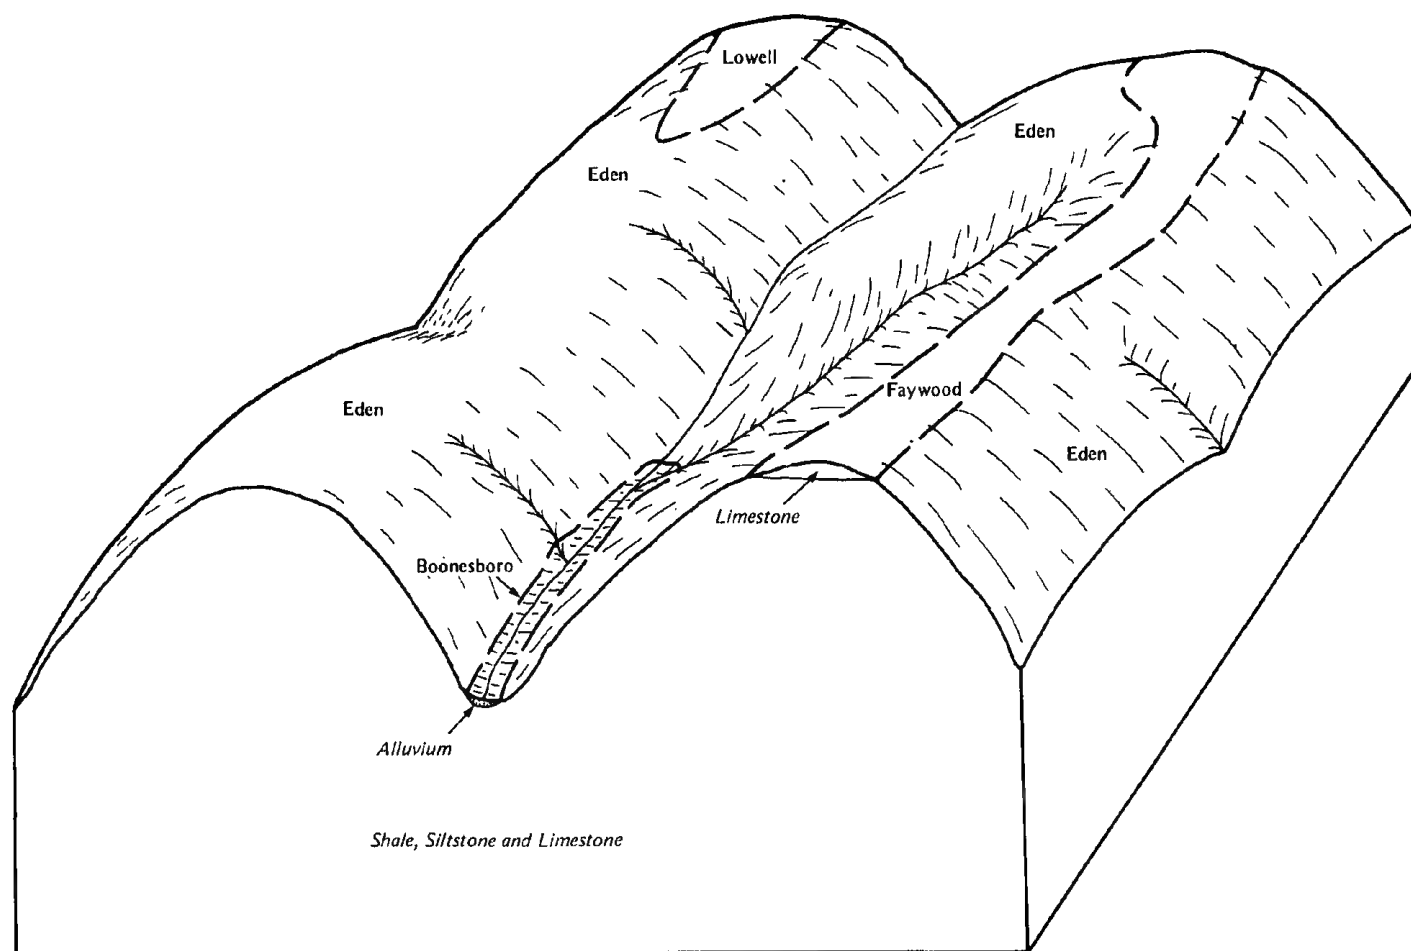 Lowell
Eden
Eden
Eden
Faywood
Eden
Limestone
Boonesboro
Alluvium
Shale, Siltstone and Limestone